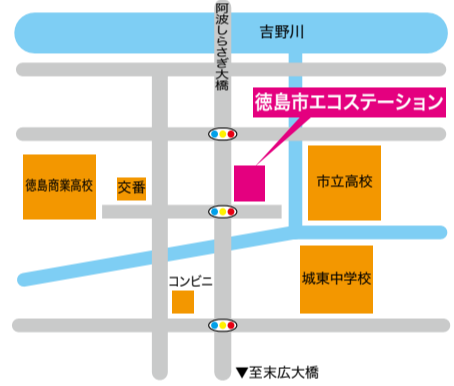 吉野川
阿波しらさぎ大橋
徳島市エコステーション
徳島商業高校
交番
市立高校
コンビニ
城東中学校
▼至末広大橋